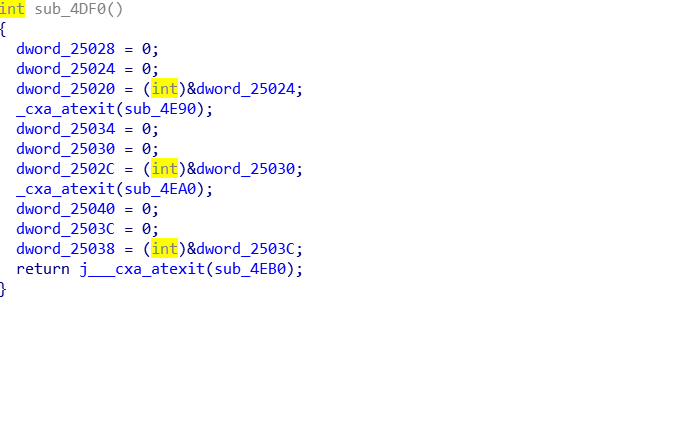 int sub_4DF0()
{
  dword_25028 = 0;
  dword_25024 = 0;
  dword_25020 = (int)&dword_25024;
  _cxa_atexit(sub_4E90);
  dword_25034 = 0;
  dword_25030 = 0;
  dword_2502C = (int)&dword_25030;
  _cxa_atexit(sub_4EA0);
  dword_25040 = 0;
  dword_2503C = 0;
  dword_25038 = (int)&dword_2503C;
  return j___cxa_atexit(sub_4EB0);
}